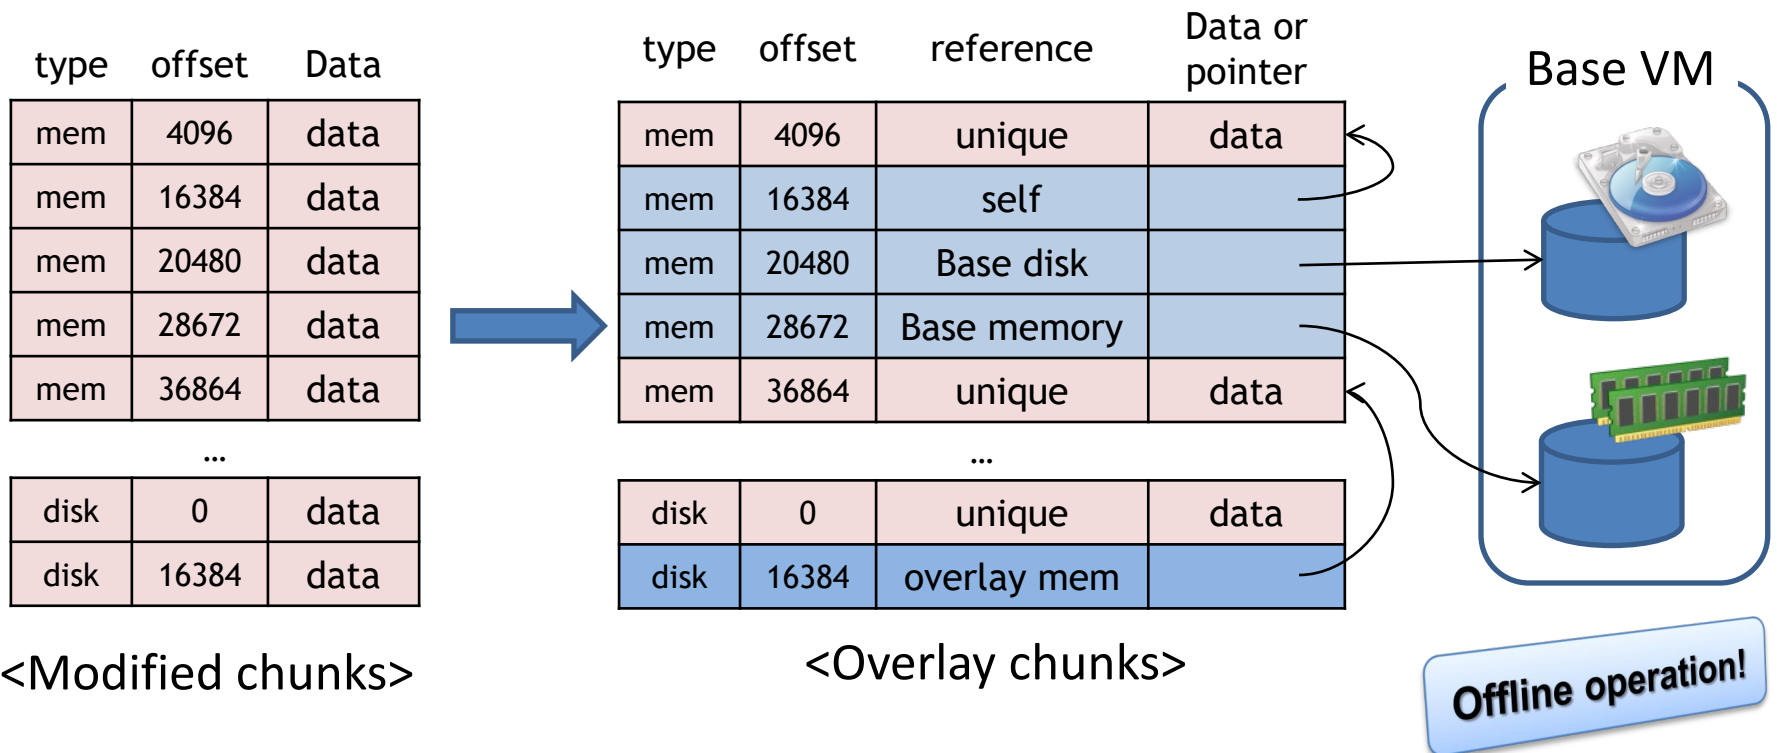 type offset Data
mem 4096 data
mem 16384 data
mem 20480 data
mem 28672 data
mem 36864 data
...
disk 0 data
disk 16384 data
<Modified chunks>
type offset reference Data or
pointer
mem 4096 unique data
mem 16384 self
mem 20480 Base disk
mem 28672 Base memory
mem 36864 unique data
...
disk 0 unique data
disk 16384 overlay mem
<Overlay chunks>
Base VM
Offline operation!